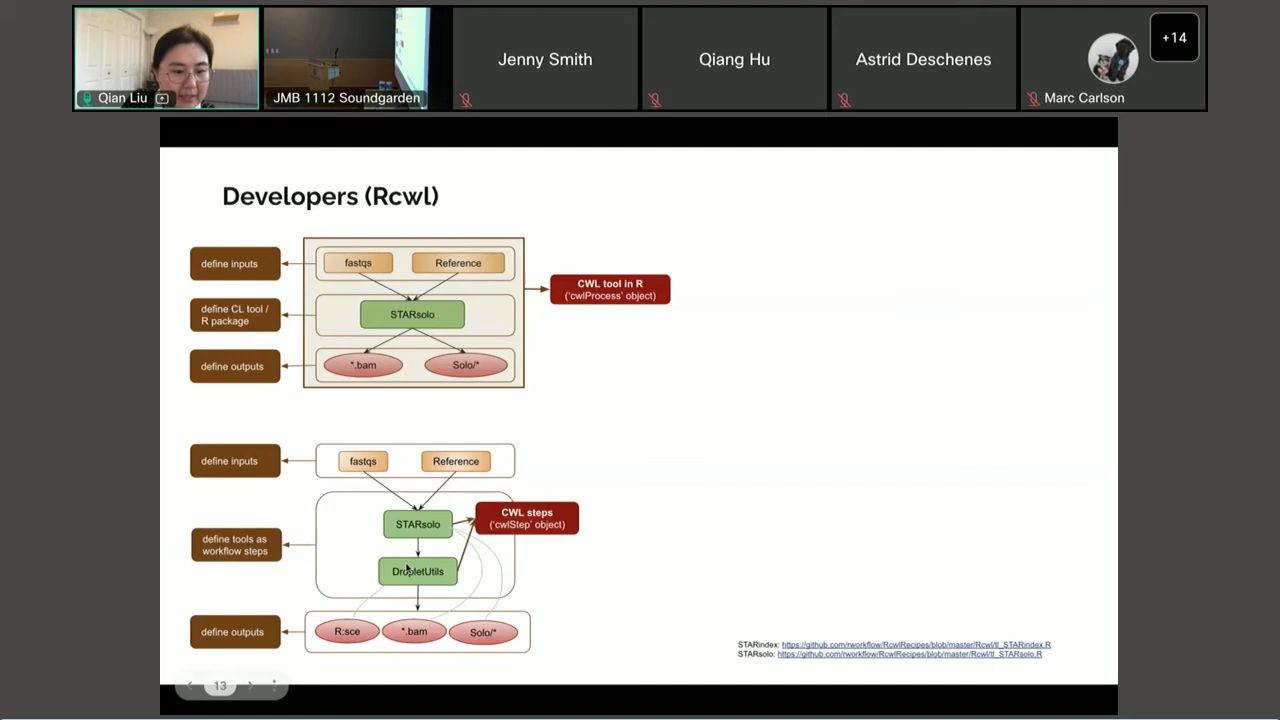 Qian Liu
JMB 1112 Soundgarden
Jenny Smith
Qiang Hu
Astrid Deschenes
Marc Carlson
+14
Developers (Rcwl)
define inputs
fastqs
Reference
CWL tool in R
('cwlProcess' object)
define CL tool /
R package
STARsolo
define outputs
*.bam
Solo/*
define inputs
fastqs
Reference
define tools as
workflow steps
STARsolo
CWL steps
('cwlStep' object)
DropletUtils
define outputs
R:sce
*.bam
Solo/*
STARindex: https://github.com/rworkflow/RcwlRecipes/blob/master/Rcwl/tl_STARindex.R
STARsolo: https://github.com/rworkflow/RcwlRecipes/blob/master/Rcwl/tl_STARsolo.R
13